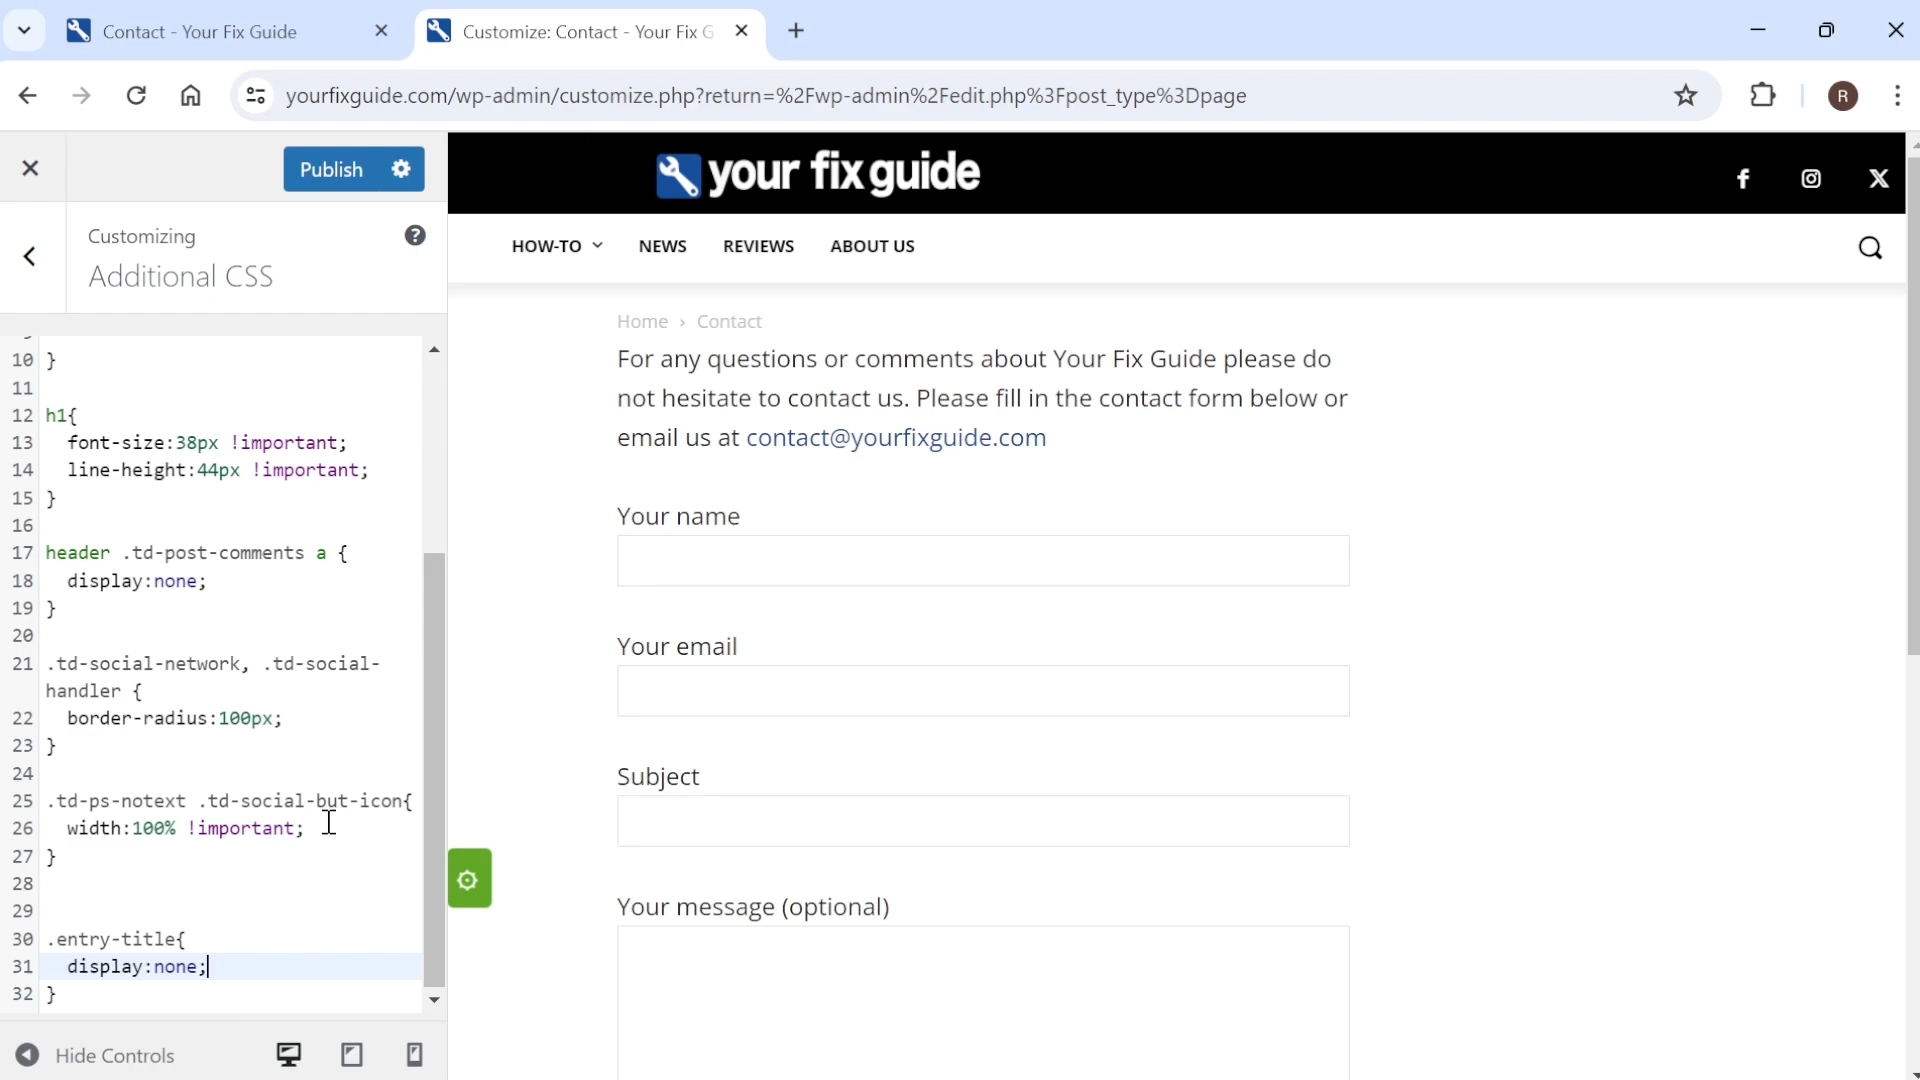 Contact - Your Fix Guide
Customize: Contact - Your Fix G
yourfixguide.com/wp-admin/customize.php?return=%2Fwp-admin%2Fedit.php%3Fpost_type%3Dpage
R
Publish
Customizing
Additional CSS
10 }
11
12 h1{
13 font-size:38px !important;
14 line-height:44px !important;
15 }
16
17 header .td-post-comments a {
18 display:none;
19 }
20
21 .td-social-network, .td-social-
handler {
22 border-radius:100px;
23 }
24
25 .td-ps-notext .td-social-but-icon{
26 width:100% !important;
27 }
28
29
30 .entry-title{
31 display:none;
32 }
Hide Controls
your fix guide
HOW-TO NEWS REVIEWS ABOUT US
Home › Contact
For any questions or comments about Your Fix Guide please do
not hesitate to contact us. Please fill in the contact form below or
email us at contact@yourfixguide.com
Your name
Your email
Subject
Your message (optional)